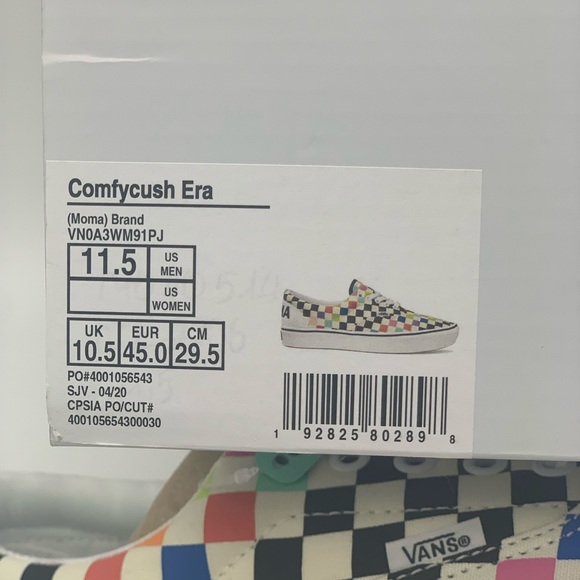 Comfycush Era
(Moma) Brand
VN0A3WM91PJ
11.5 US MEN
US WOMEN
UK EUR CM
10.5 45.0 29.5
PO#4001056543
SJV - 04/20
CPSIA PO/CUT#
400105654300030
1 92825 80289 8
VANS®